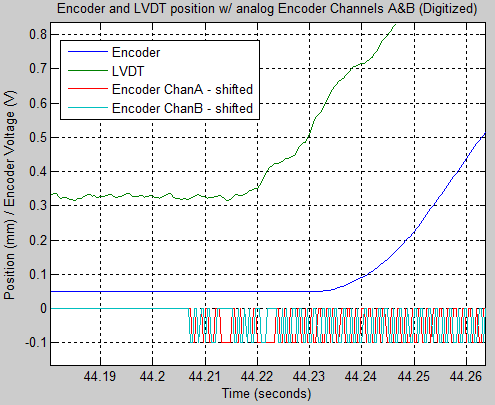 Encoder and LVDT position w/ analog Encoder Channels A&B (Digitized)
Encoder
LVDT
Encoder ChanA - shifted
Encoder ChanB - shifted
Position (mm) / Encoder Voltage (V)
0.8
0.7
0.6
0.5
0.4
0.3
0.2
0.1
0
-0.1
44.19 44.2 44.21 44.22 44.23 44.24 44.25 44.26
Time (seconds)